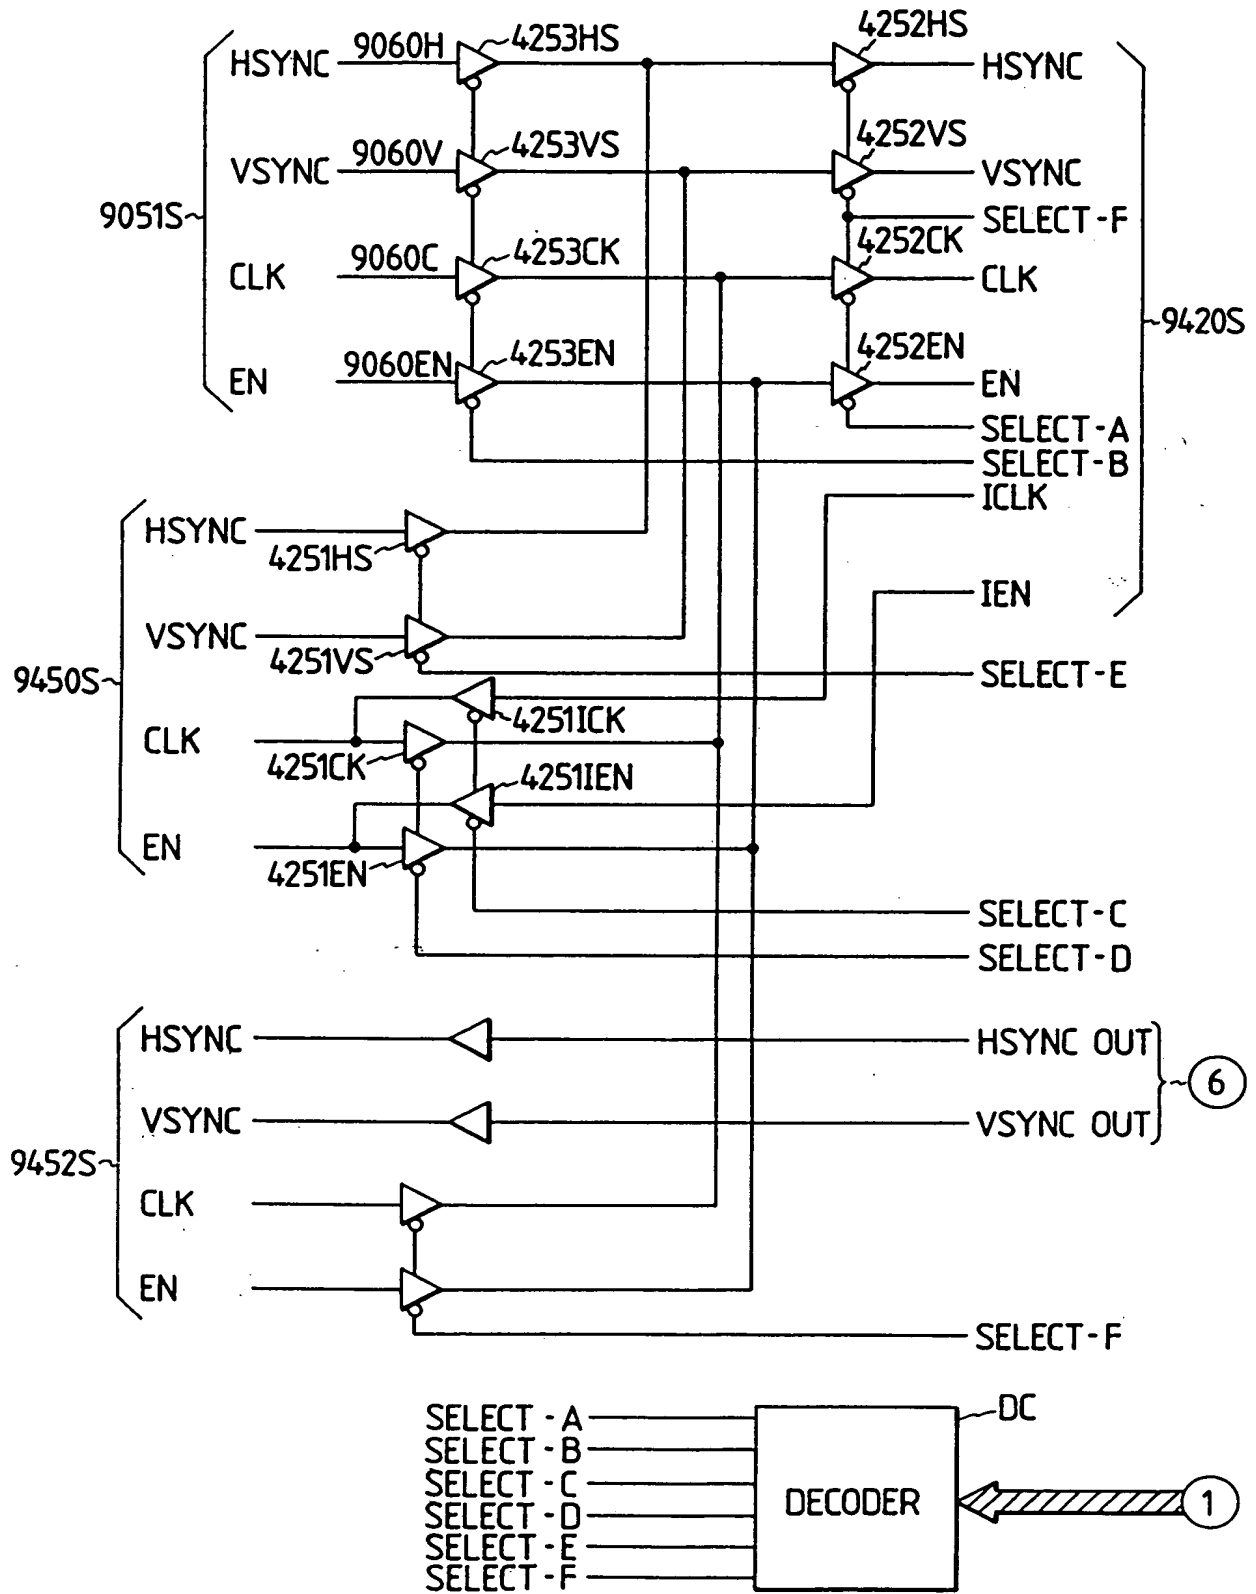 9060H 4253HS 4252HS
HSYNC HSYNC
9060V 4253VS 4252VS
VSYNC VSYNC
9051S SELECT-F
9060C 4253CK 4252CK
CLK CLK
9420S
9060EN 4253EN 4252EN
EN EN
SELECT-A
SELECT-B
ICLK
HSYNC
4251HS
IEN
VSYNC
4251VS
9450S SELECT-E
4251ICK
CLK
4251CK
4251IEN
EN
4251EN
SELECT-C
SELECT-D
HSYNC HSYNC OUT
6
VSYNC VSYNC OUT
9452S
CLK
EN
SELECT-F
DC
SELECT-A
SELECT-B
SELECT-C
DECODER 1
SELECT-D
SELECT-E
SELECT-F